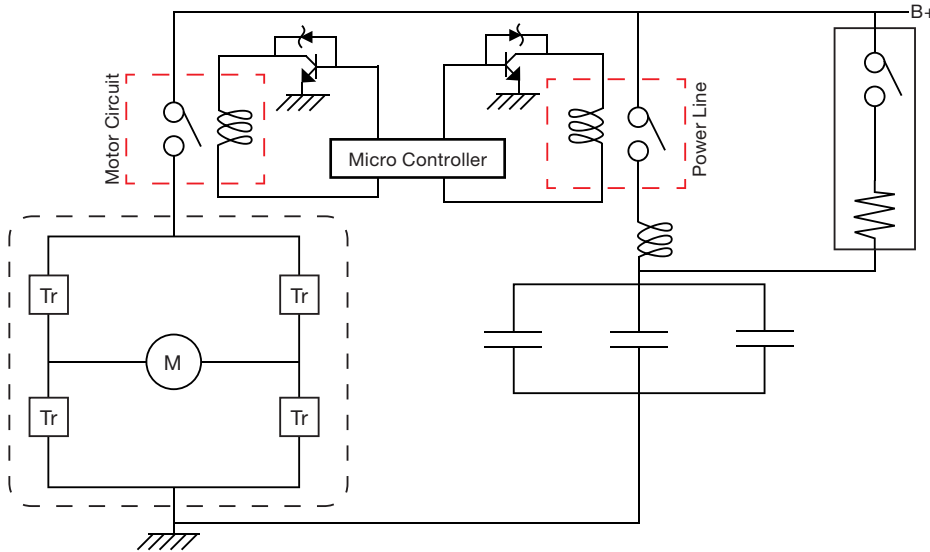 B+
Motor Circuit
Micro Controller
Power Line
Tr
Tr
M
Tr
Tr